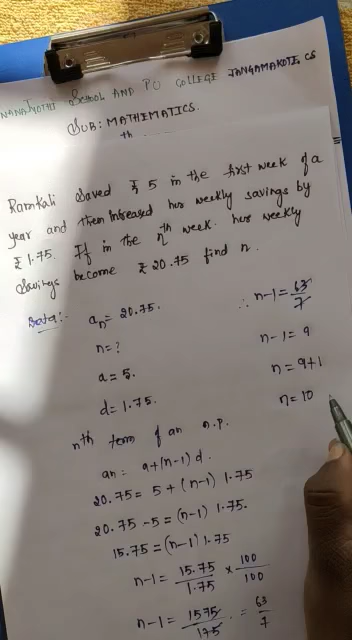 SCHOOL AND PU COLLEGE JANGAMAKOTE, CS
SUB: MATHEMATICS.
th
Ramkali saved ₹ 5 in the first week of a
year and then increased her weekly savings by
₹ 1.75. If in the nth week. her weekly
savings become ₹ 20.75 find n.
Data:- an = 20.75.
n = ?
a = 5.
d = 1.75.
nth term of an A.P.
an = a+(n-1) d.
20.75 = 5 + (n-1) 1.75
20.75 - 5 = (n-1) 1.75.
15.75 = (n-1) 1.75
n-1 = 15.75/1.75 × 100/100
n-1 = 1575/175 = 63/7
∴ n-1 = 63/7
n-1 = 9
n = 9+1
n = 10